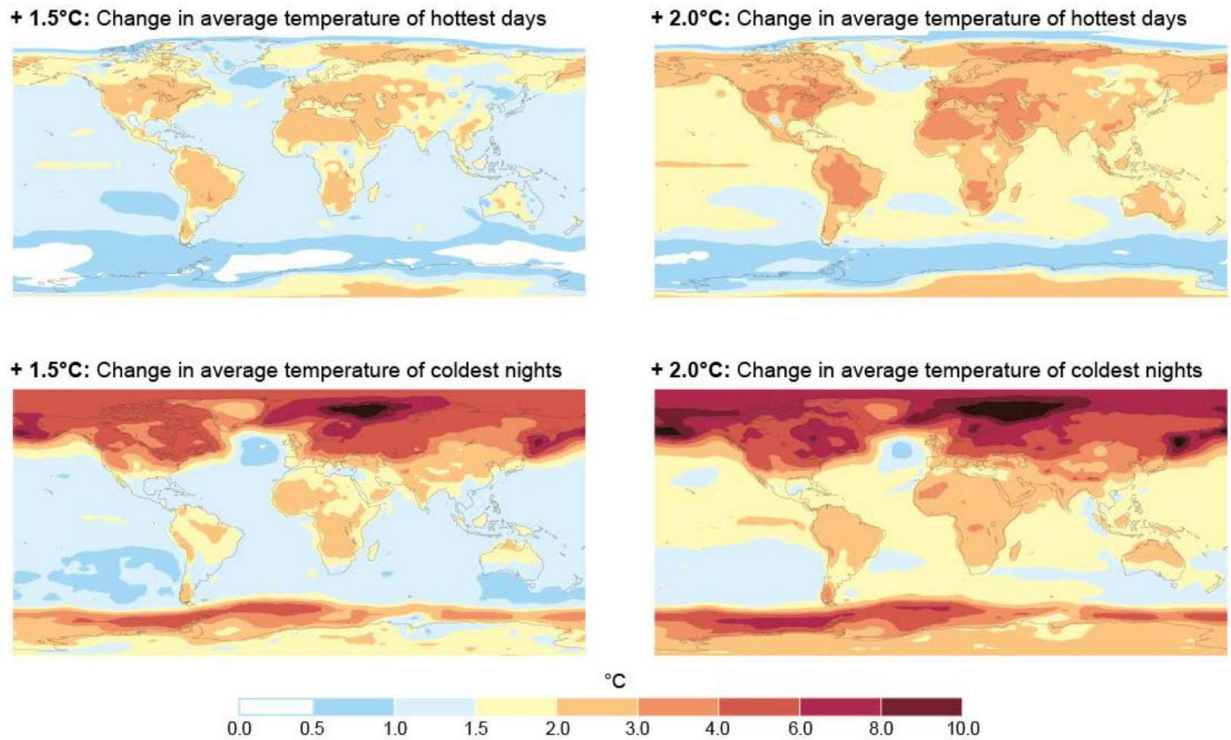 + 1.5°C: Change in average temperature of hottest days
+ 2.0°C: Change in average temperature of hottest days
+ 1.5°C: Change in average temperature of coldest nights
+ 2.0°C: Change in average temperature of coldest nights
°C
0.0 0.5 1.0 1.5 2.0 3.0 4.0 6.0 8.0 10.0